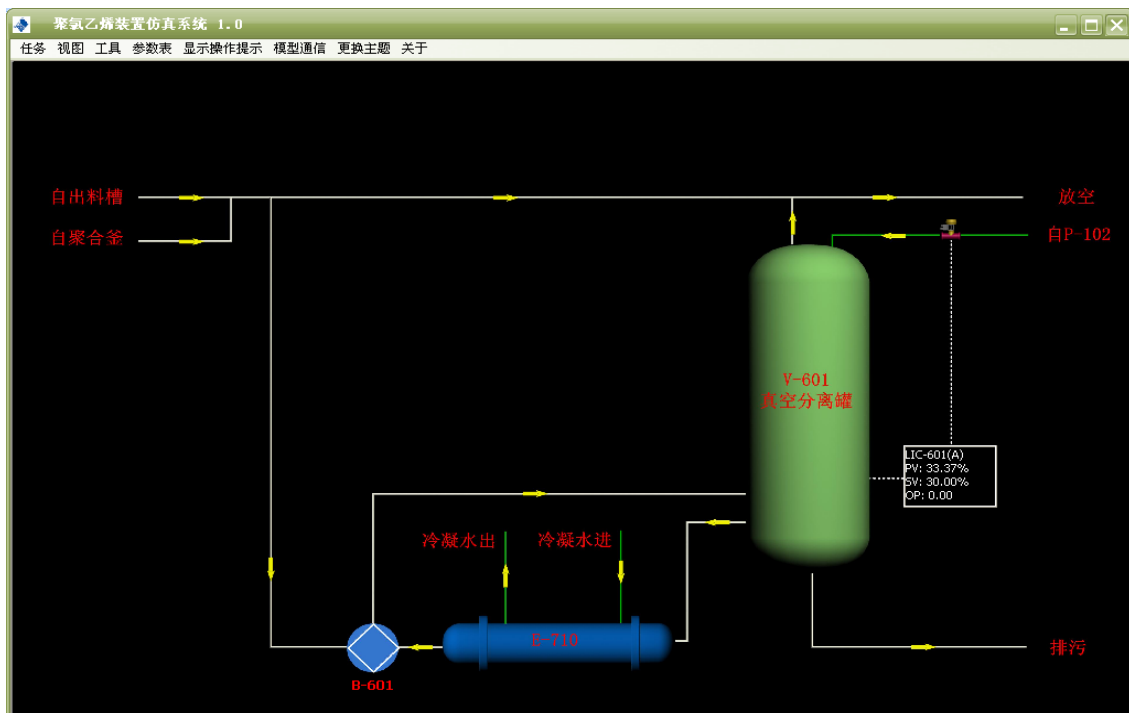 聚氯乙烯装置仿真系统 1.0
任务 视图 工具 参数表 显示操作提示 模型通信 更换主题 关于
自出料槽
放空
自聚合釜
自P-102
V-601
真空分离罐
LIC-601(A)
PV: 33.37%
SV: 30.00%
OP: 0.00
冷凝水出
冷凝水进
E-710
排污
B-601